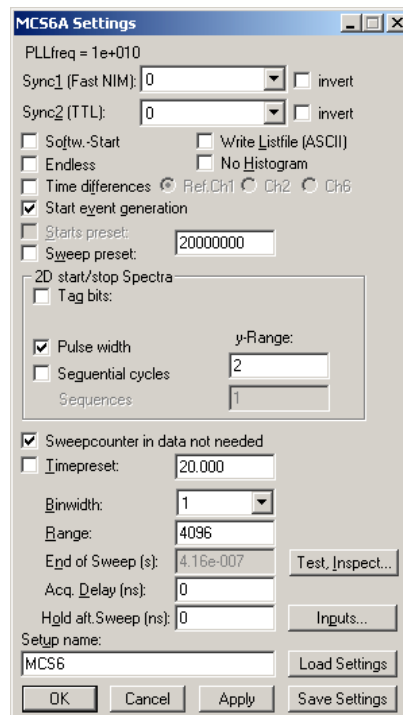 MCS6A Settings
PLLfreq = 1e+010
Sync1 (Fast NIM): 0 invert
Sync2 (TTL): 0 invert
Softw.-Start Write Listfile (ASCII)
Endless No Histogram
Time differences Ref.Ch1 Ch2 Ch6
Start event generation
Starts preset:
Sweep preset: 20000000
2D start/stop Spectra
Tag bits:
y-Range:
Pulse width
2
Sequential cycles
Sequences 1
Sweepcounter in data not needed
Timepreset: 20.000
Binwidth: 1
Range: 4096
End of Sweep (s): 4.16e-007 Test, Inspect...
Acq. Delay (ns): 0
Hold aft.Sweep (ns): 0 Inputs...
Setup name:
MCS6 Load Settings
OK Cancel Apply Save Settings